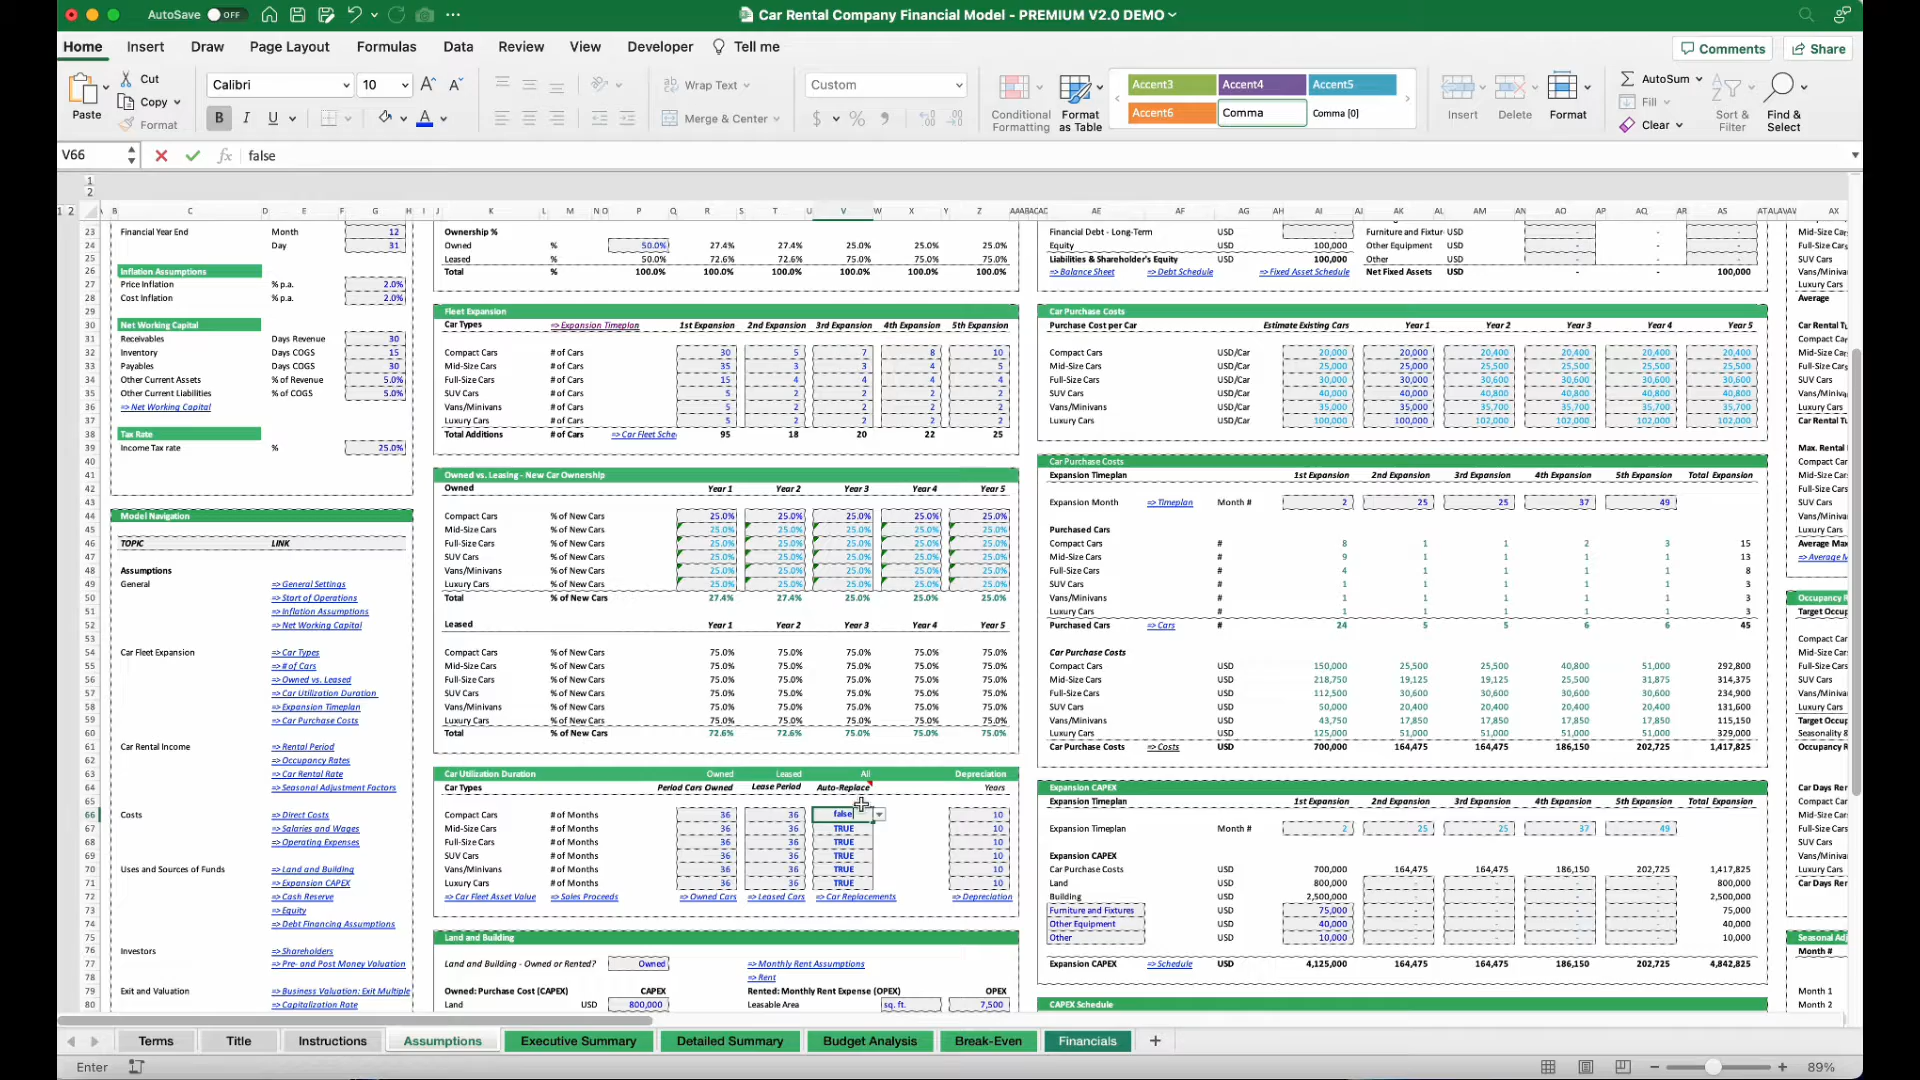 AutoSave OFF
Car Rental Company Financial Model - PREMIUM V2.0 DEMO
Home Insert Draw Page Layout Formulas Data Review View Developer Tell me
Comments Share
Paste Cut Copy Format
Calibri 10
B I U
Wrap Text
Merge & Center
Custom
$ % ,
Conditional Formatting
Format as Table
Accent3 Accent4 Accent5
Accent6 Comma Comma [0]
Insert Delete Format
AutoSum
Fill
Clear
Sort & Filter
Find & Select
V66 fx false
Financial Year End Month 12
Day 31
Inflation Assumptions
Price Inflation % p.a. 2.0%
Cost Inflation % p.a. 2.0%
Net Working Capital
Receivables Days Revenue 30
Inventory Days COGS 15
Payables Days COGS 30
Other Current Assets % of Revenue 5.0%
Other Current Liabilities % of COGS 5.0%
=> Net Working Capital
Tax Rate
Income Tax rate % 25.0%
Model Navigation
TOPIC LINK
Assumptions
General => General Settings
=> Start of Operations
=> Inflation Assumptions
=> Net Working Capital
Car Fleet Expansion => Car Types
=> # of Cars
=> Owned vs. Leased
=> Car Utilization Duration
=> Expansion Timeplan
=> Car Purchase Costs
Car Rental Income => Rental Period
=> Occupancy Rates
=> Car Rental Rate
=> Seasonal Adjustment Factors
Costs => Direct Costs
=> Salaries and Wages
=> Operating Expenses
Uses and Sources of Funds => Land and Building
=> Expansion CAPEX
=> Cash Reserve
=> Equity
=> Debt Financing Assumptions
Investors => Shareholders
=> Pre- and Post Money Valuation
Exit and Valuation => Business Valuation: Exit Multiple
=> Capitalization Rate
Ownership %
Owned % 50.0% 27.4% 27.4% 25.0% 25.0% 25.0%
Leased % 50.0% 72.6% 72.6% 75.0% 75.0% 75.0%
Total % 100.0% 100.0% 100.0% 100.0% 100.0% 100.0%
Fleet Expansion
Car Types => Expansion Timeplan 1st Expansion 2nd Expansion 3rd Expansion 4th Expansion 5th Expansion
Compact Cars # of Cars 30 5 7 8 10
Mid-Size Cars # of Cars 35 3 3 4 5
Full-Size Cars # of Cars 15 4 4 4 4
SUV Cars # of Cars 5 2 2 2 2
Vans/Minivans # of Cars 5 2 2 2 2
Luxury Cars # of Cars 5 2 2 2 2
Total Additions # of Cars => Car Fleet Sche 95 18 20 22 25
Owned vs. Leasing - New Car Ownership
Owned Year 1 Year 2 Year 3 Year 4 Year 5
Compact Cars % of New Cars 25.0% 25.0% 25.0% 25.0% 25.0%
Mid-Size Cars % of New Cars 25.0% 25.0% 25.0% 25.0% 25.0%
Full-Size Cars % of New Cars 25.0% 25.0% 25.0% 25.0% 25.0%
SUV Cars % of New Cars 25.0% 25.0% 25.0% 25.0% 25.0%
Vans/Minivans % of New Cars 25.0% 25.0% 25.0% 25.0% 25.0%
Luxury Cars % of New Cars 25.0% 25.0% 25.0% 25.0% 25.0%
Total % of New Cars 27.4% 27.4% 25.0% 25.0% 25.0%
Leased Year 1 Year 2 Year 3 Year 4 Year 5
Compact Cars % of New Cars 75.0% 75.0% 75.0% 75.0% 75.0%
Mid-Size Cars % of New Cars 75.0% 75.0% 75.0% 75.0% 75.0%
Full-Size Cars % of New Cars 75.0% 75.0% 75.0% 75.0% 75.0%
SUV Cars % of New Cars 75.0% 75.0% 75.0% 75.0% 75.0%
Vans/Minivans % of New Cars 75.0% 75.0% 75.0% 75.0% 75.0%
Luxury Cars % of New Cars 75.0% 75.0% 75.0% 75.0% 75.0%
Total % of New Cars 72.6% 72.6% 75.0% 75.0% 75.0%
Car Utilization Duration Owned Leased All Depreciation
Car Types Period Cars Owned Lease Period Auto-Replace Years
Compact Cars # of Months 36 36 false 10
Mid-Size Cars # of Months 36 36 TRUE 10
Full-Size Cars # of Months 36 36 TRUE 10
SUV Cars # of Months 36 36 TRUE 10
Vans/Minivans # of Months 36 36 TRUE 10
Luxury Cars # of Months 36 36 TRUE 10
=> Car Fleet Asset Value => Sales Proceeds => Owned Cars => Leased Cars => Car Replacements => Depreciation
Land and Building
Land and Building - Owned or Rented? Owned => Monthly Rent Assumptions
=> Rent
Owned: Purchase Cost (CAPEX) CAPEX Rented: Monthly Rent Expense (OPEX) OPEX
Land USD 800,000 Leasable Area sq. ft. 7,500
Financial Debt - Long-Term USD - Furniture and Fixtur USD - - -
Equity USD 100,000 Other Equipment USD - - -
Liabilities & Shareholder's Equity 100,000 Other USD - - -
=> Balance Sheet => Debt Schedule => Fixed Asset Schedule Net Fixed Assets USD - - 100,000
Car Purchase Costs
Purchase Cost per Car Estimate Existing Cars Year 1 Year 2 Year 3 Year 4 Year 5
Compact Cars USD/Car 20,000 20,000 20,400 20,400 20,400 20,400
Mid-Size Cars USD/Car 25,000 25,000 25,500 25,500 25,500 25,500
Full-Size Cars USD/Car 30,000 30,000 30,600 30,600 30,600 30,600
SUV Cars USD/Car 40,000 40,000 40,800 40,800 40,800 40,800
Vans/Minivans USD/Car 35,000 35,000 35,700 35,700 35,700 35,700
Luxury Cars USD/Car 100,000 100,000 102,000 102,000 102,000 102,000
Car Purchase Costs
Expansion Timeplan 1st Expansion 2nd Expansion 3rd Expansion 4th Expansion 5th Expansion Total Expansion
Expansion Month => Timeplan Month # 2 25 25 37 49
Purchased Cars
Compact Cars # 8 1 1 2 3 15
Mid-Size Cars # 9 1 1 1 1 13
Full-Size Cars # 4 1 1 1 1 8
SUV Cars # 1 1 1 1 1 3
Vans/Minivans # 1 1 1 1 1 3
Luxury Cars # 1 1 1 1 1 3
Purchased Cars => Cars # 24 5 5 6 6 45
Car Purchase Costs
Compact Cars USD 150,000 25,500 25,500 40,800 51,000 292,800
Mid-Size Cars USD 218,750 19,125 19,125 25,500 31,875 314,375
Full-Size Cars USD 112,500 30,600 30,600 30,600 30,600 234,900
SUV Cars USD 50,000 20,400 20,400 20,400 20,400 131,600
Vans/Minivans USD 43,750 17,850 17,850 17,850 17,850 115,150
Luxury Cars USD 125,000 51,000 51,000 51,000 51,000 329,000
Car Purchase Costs => Costs USD 700,000 164,475 164,475 186,150 202,725 1,417,825
Expansion CAPEX
Expansion Timeplan 1st Expansion 2nd Expansion 3rd Expansion 4th Expansion 5th Expansion Total Expansion
Expansion Timeplan Month # 2 25 25 37 49
Expansion CAPEX
Car Purchase Costs USD 700,000 164,475 164,475 186,150 202,725 1,417,825
Land USD 800,000 - - - - 800,000
Building USD 2,500,000 - - - - 2,500,000
Furniture and Fixtures USD 75,000 - - - - 75,000
Other Equipment USD 40,000 - - - - 40,000
Other USD 10,000 - - - - 10,000
Expansion CAPEX => Schedule USD 4,125,000 164,475 164,475 186,150 202,725 4,842,825
CAPEX Schedule
Terms Title Instructions Assumptions Executive Summary Detailed Summary Budget Analysis Break-Even Financials
Enter 89%